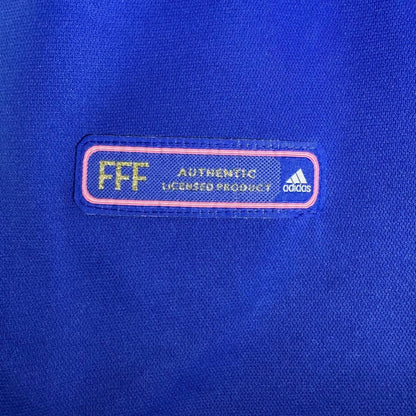 FFF
AUTHENTIC
LICENSED PRODUCT
adidas